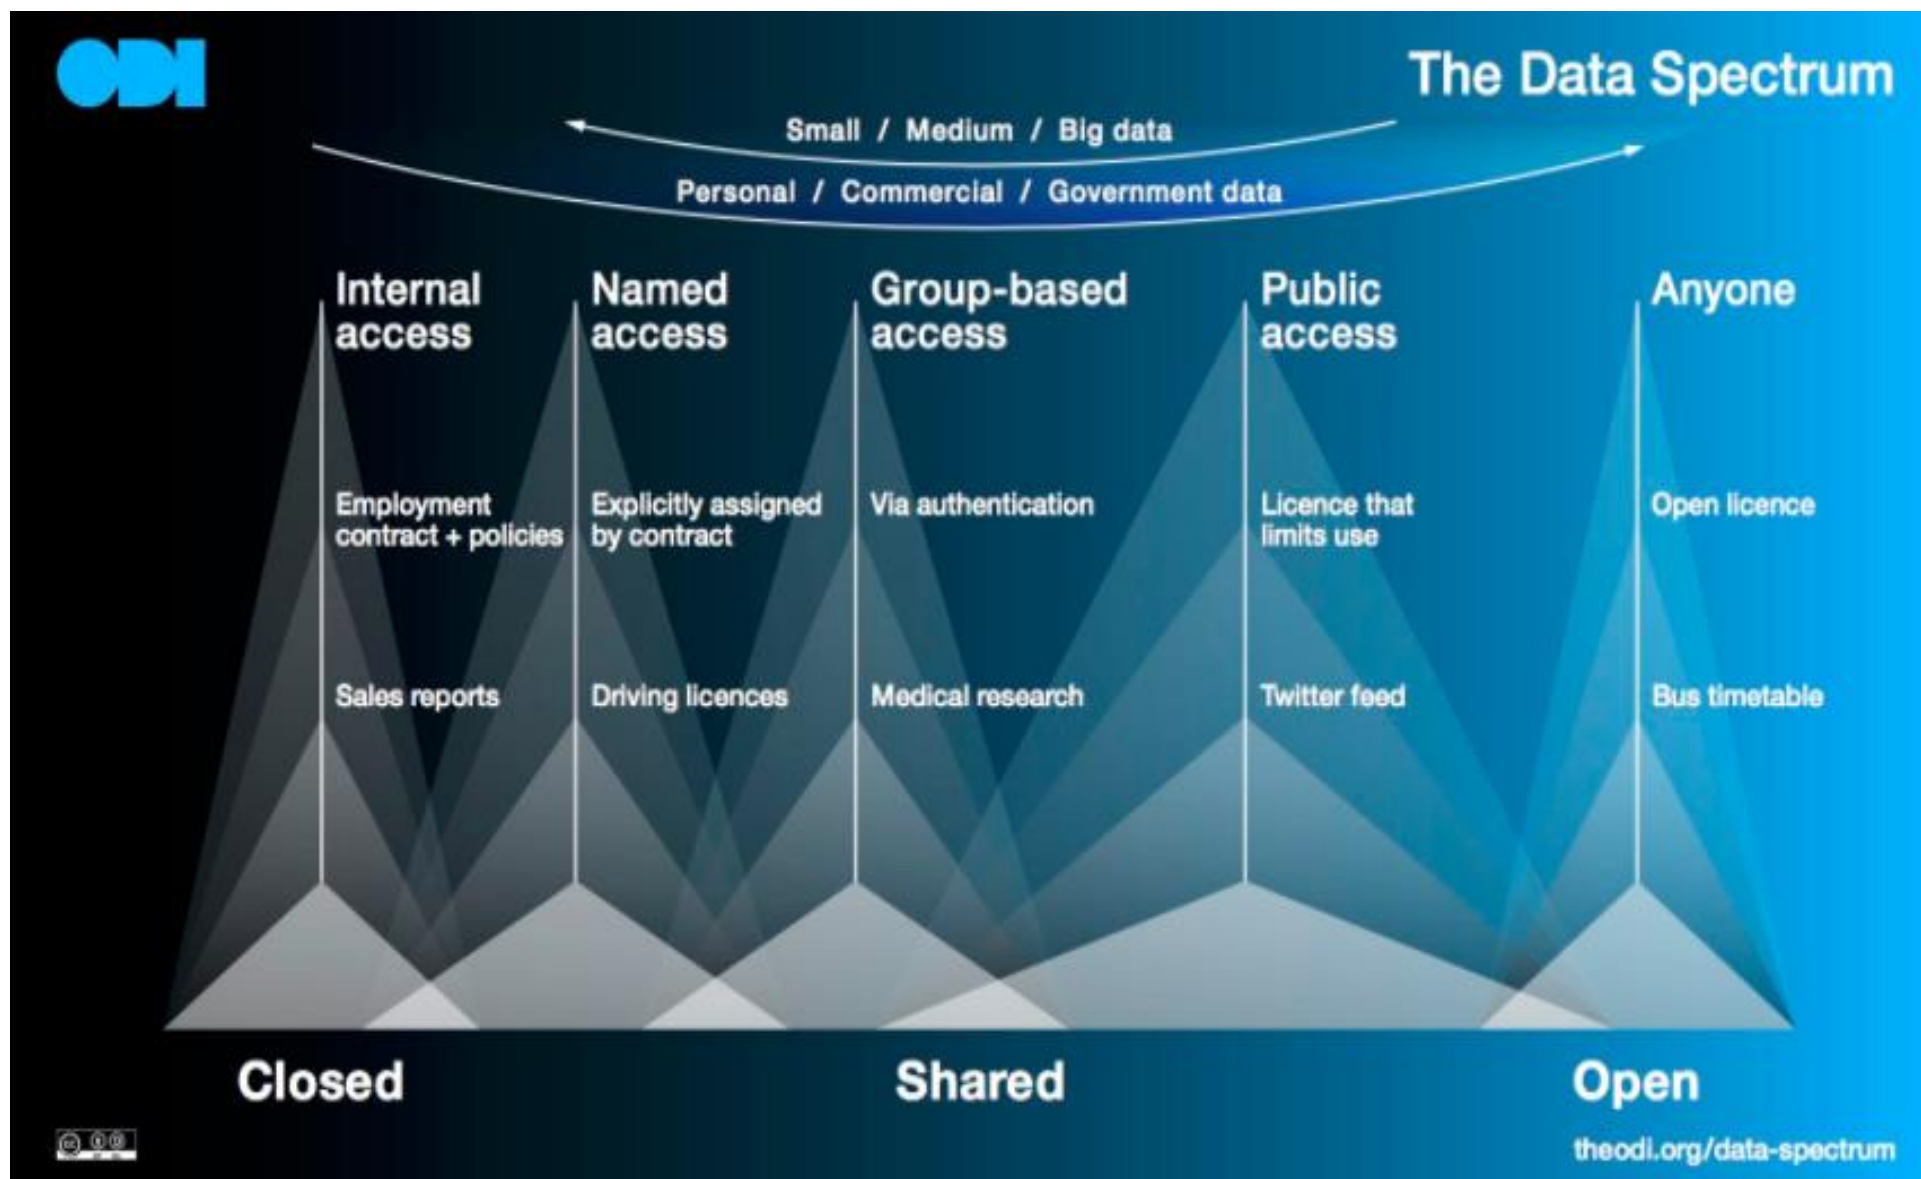 ODI
The Data Spectrum
Small / Medium / Big data
Personal / Commercial / Government data
Internal
access
Named
access
Group-based
access
Public
access
Anyone
Employment
contract + policies
Explicitly assigned
by contract
Via authentication
Licence that
limits use
Open licence
Sales reports
Driving licences
Medical research
Twitter feed
Bus timetable
Closed
Shared
Open
theodi.org/data-spectrum